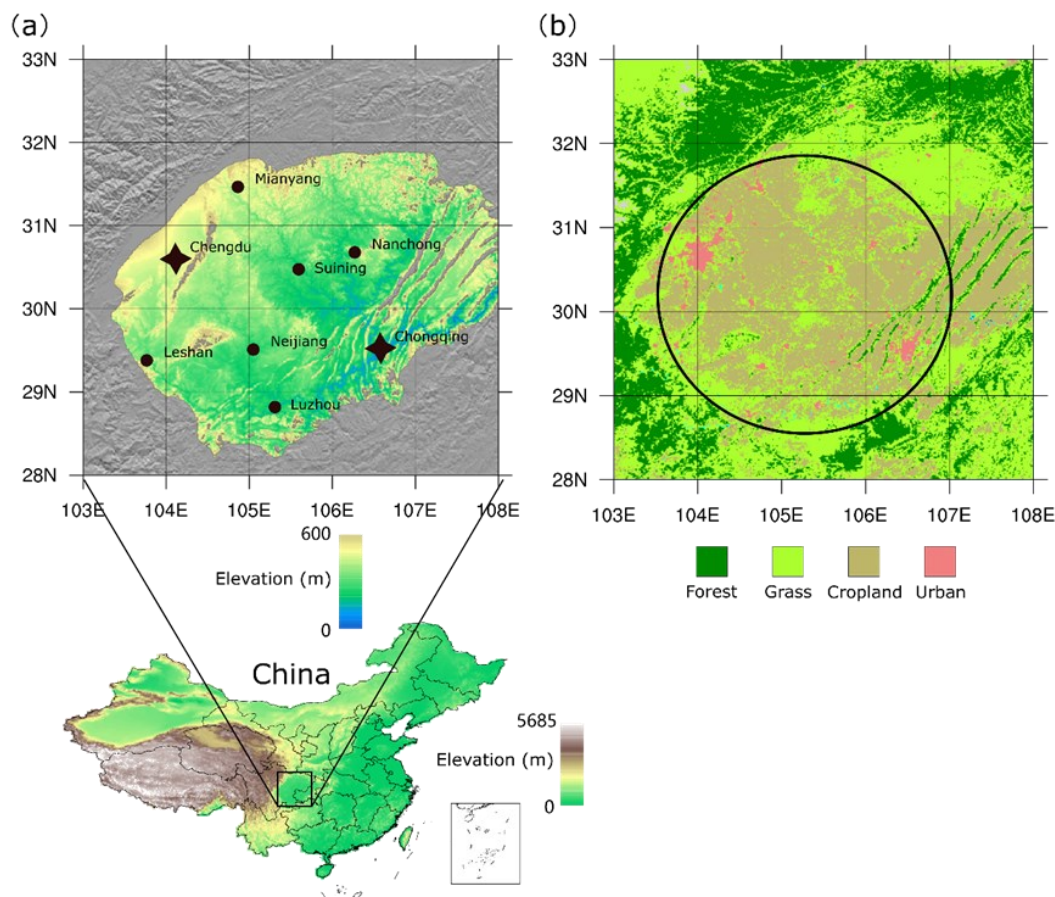 (a)
(b)
33N
32N
31N
30N
29N
28N
103E 104E 105E 106E 107E 108E
Mianyang
Chengdu
Nanchong
Suining
Leshan
Neijiang
Chongqing
Luzhou
33N
32N
31N
30N
29N
28N
103E 104E 105E 106E 107E 108E
600
Elevation (m)
0
Forest Grass Cropland Urban
China
5685
Elevation (m)
0